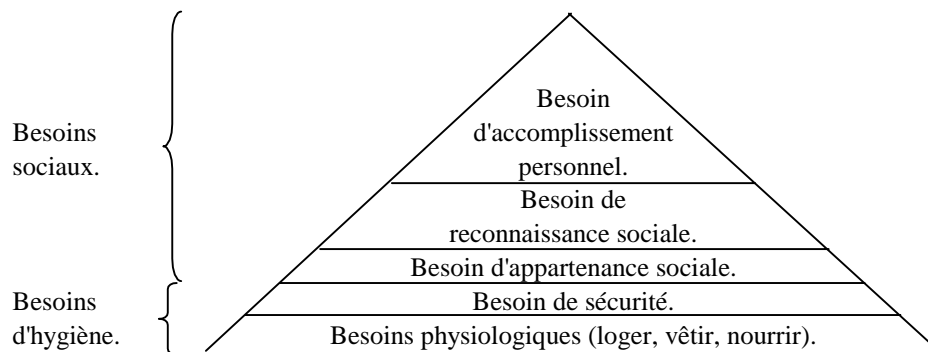 Besoin
d'accomplissement
personnel.
Besoins
sociaux.
Besoin de
reconnaissance sociale.
Besoin d'appartenance sociale.
Besoins
d'hygiène.
Besoin de sécurité.
Besoins physiologiques (loger, vêtir, nourrir).